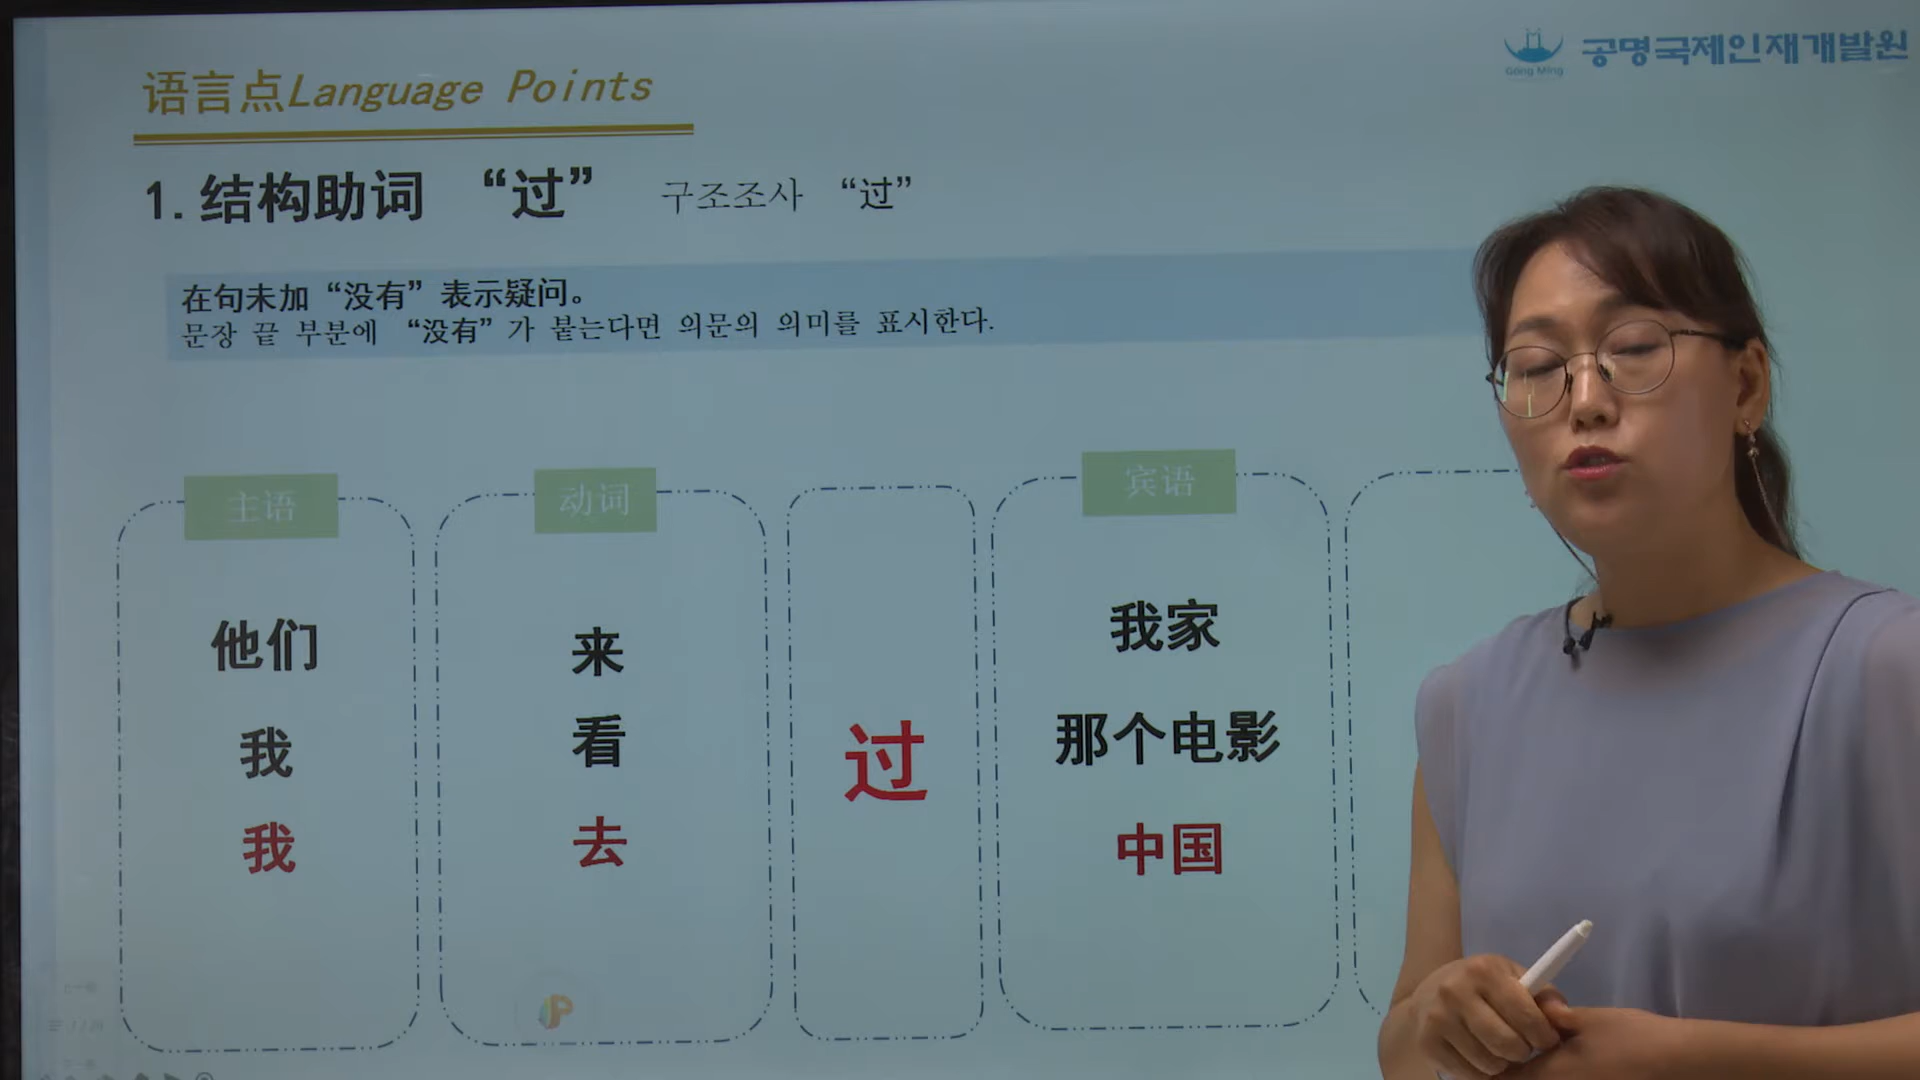 语言点Language Points
Gong Ming
공명국제인재개발원
1.结构助词 “过” 구조조사 “过”
在句未加“没有”表示疑问。
문장 끝 부분에 “没有”가 붙는다면 의문의 의미를 표시한다.
主语 动词 宾语
他们 来 我家
我 看 那个电影
过
我 去 中国